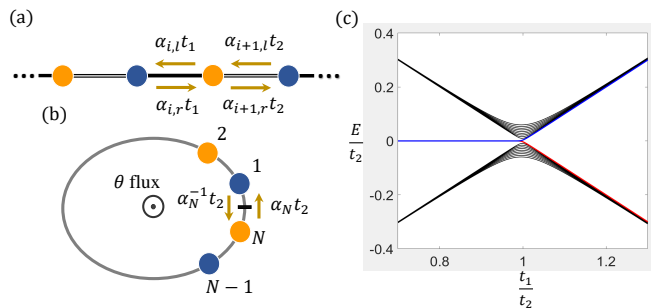 (a)
α_{i,l}t_1 α_{i+1,l}t_2
α_{i,r}t_1 α_{i+1,r}t_2
(b)
2
1
θ flux
α_N^{-1}t_2 α_N t_2
N
N − 1
(c)
E/t_2
0.4
0.2
0
-0.2
-0.4
0.8 1 1.2
t_1/t_2